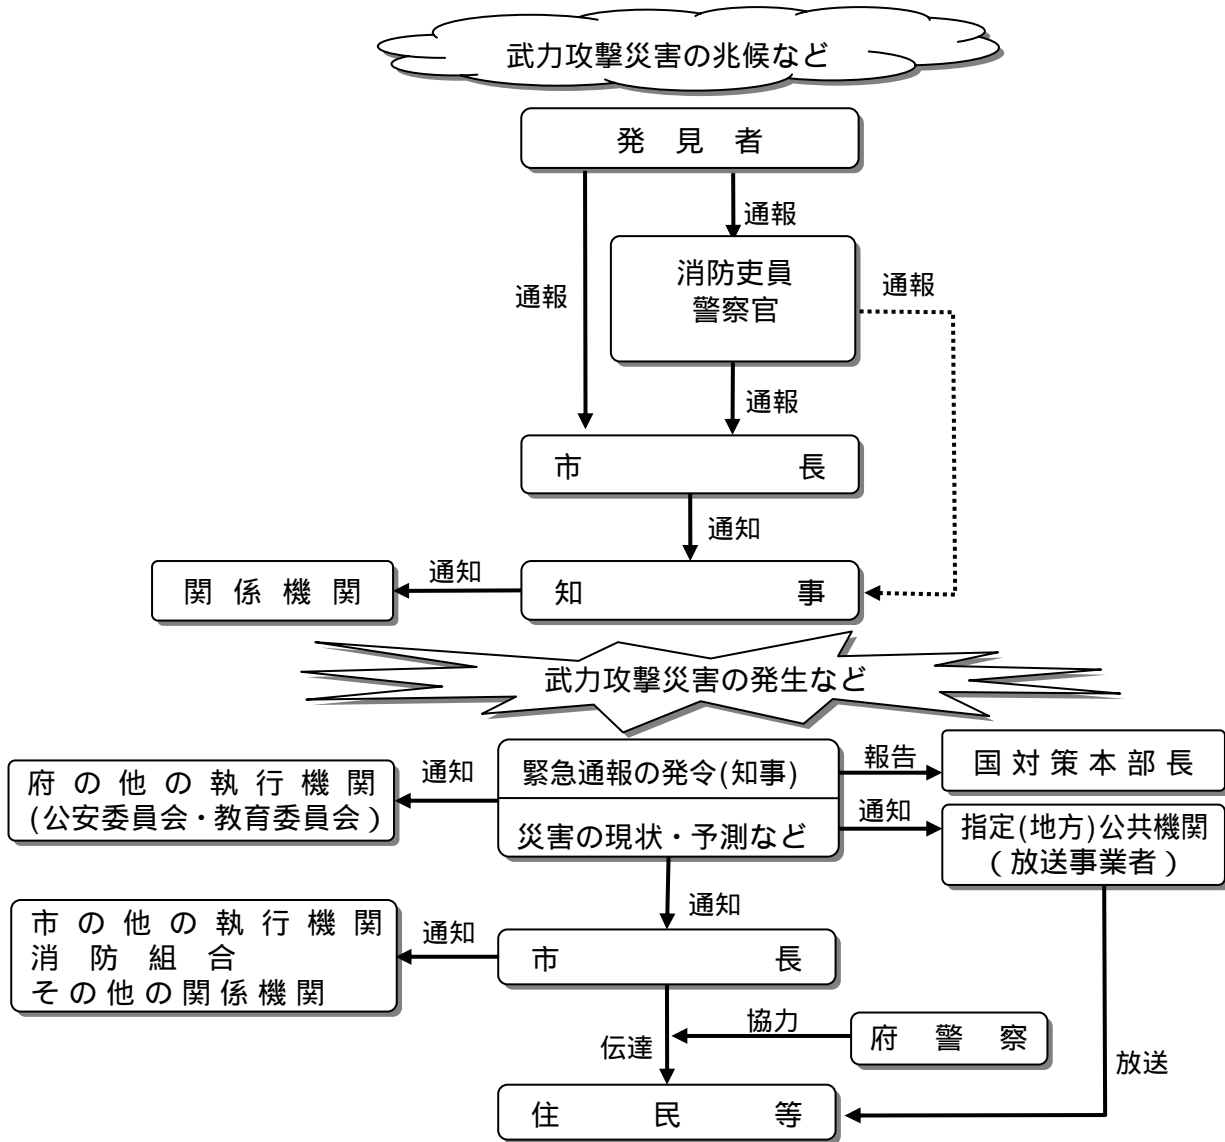 武力攻撃災害の兆候など
発見者
通報
消防吏員
警察官
通報
通報
通報
市長
通知
通知
関係機関
知事
武力攻撃災害の発生など
府の他の執行機関
(公安委員会・教育委員会)
通知
緊急通報の発令(知事)
災害の現状・予測など
報告
国対策本部長
通知
指定(地方)公共機関
(放送事業者)
通知
市の他の執行機関
消防組合
その他の関係機関
通知
市長
協力
府警察
伝達
放送
住民等